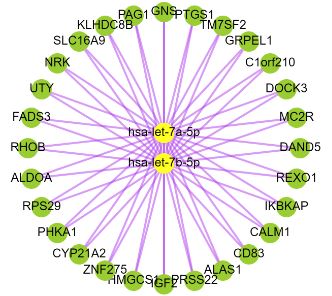 GNS
PTGS1
TM7SF2
GRPEL1
C1orf210
DOCK3
MC2R
DAND5
REXO1
IKBKAP
CALM1
CD83
ALAS1
PRSS22
IGF2
HMGCS1
ZNF275
CYP21A2
PHKA1
RPS29
ALDOA
RHOB
FADS3
UTY
NRK
SLC16A9
KLHDC8B
PAG1
hsa-let-7a-5p
hsa-let-7b-5p